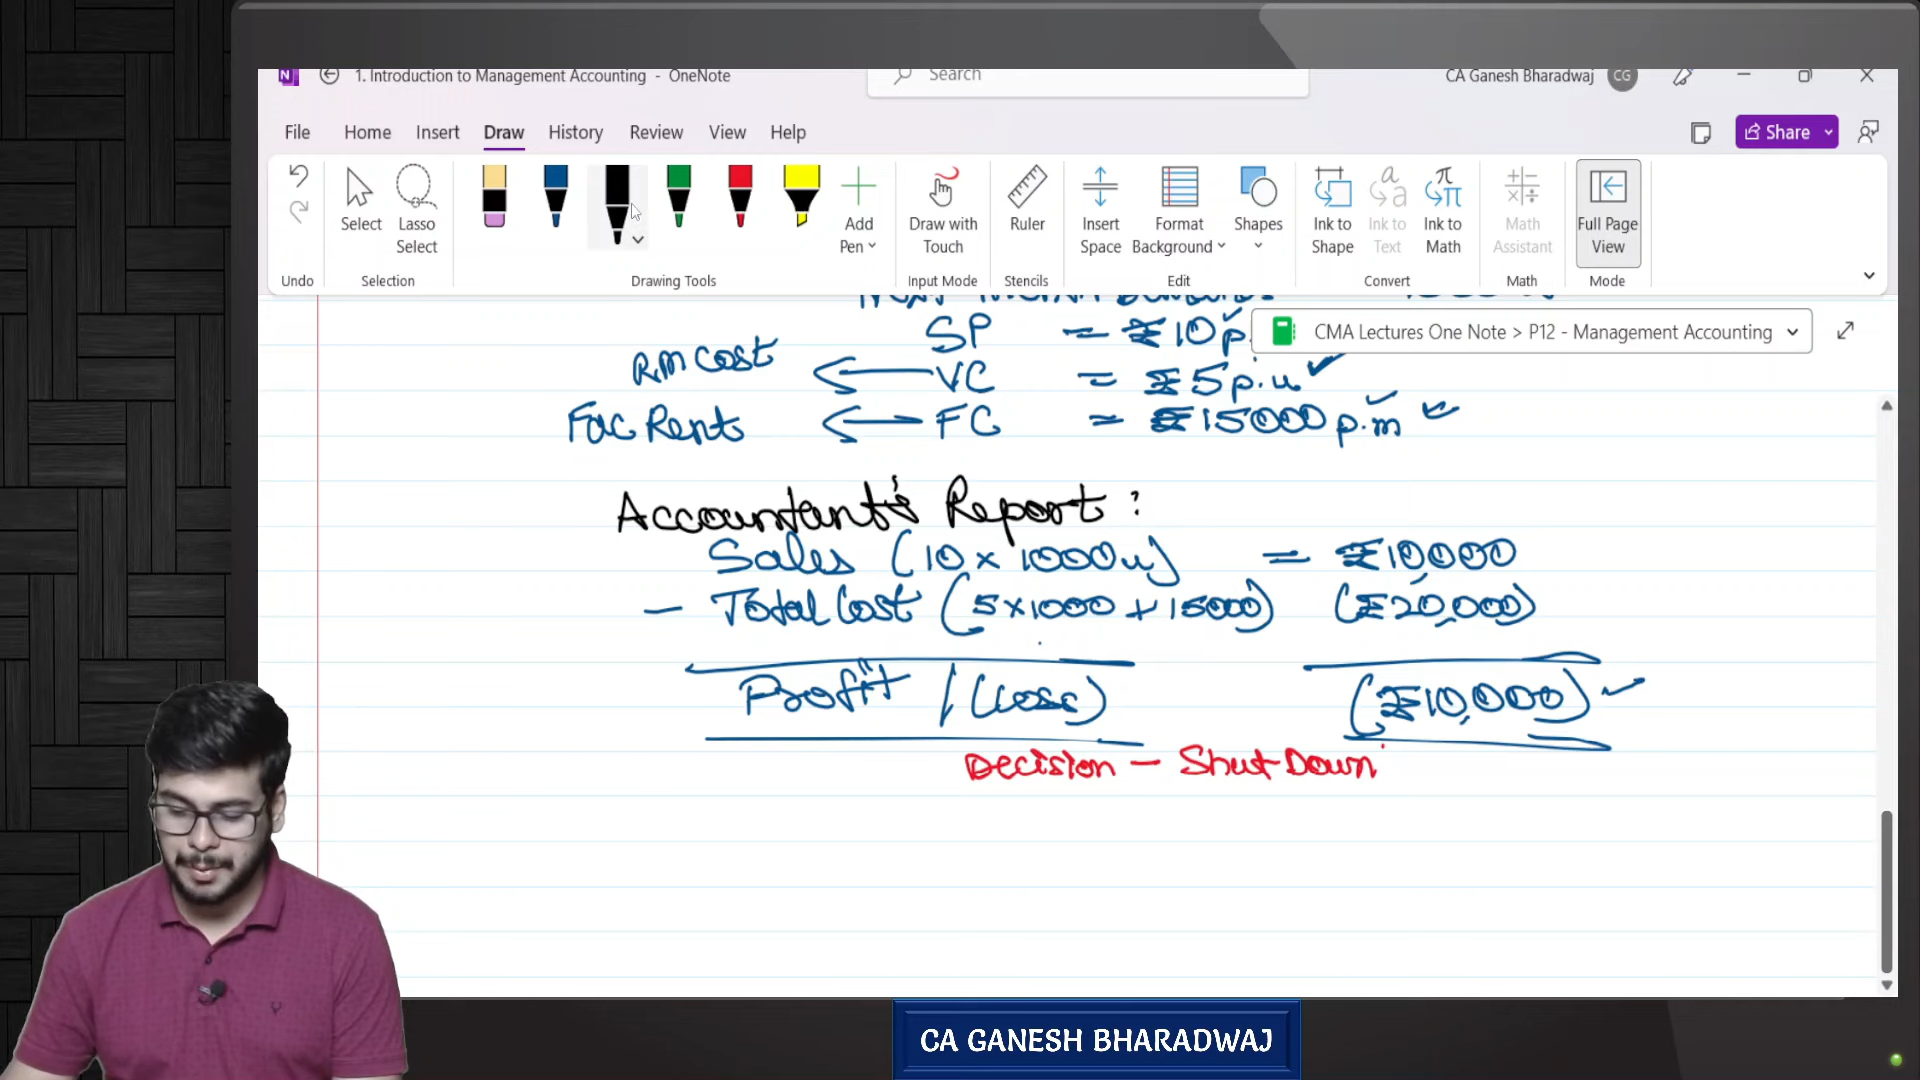 1. Introduction to Management Accounting - OneNote
Search
CA Ganesh Bharadwaj CG
File Home Insert Draw History Review View Help
Share
Select
Lasso Select
Add Pen
Draw with Touch
Ruler
Insert Space
Format Background
Shapes
Ink to Shape
Ink to Text
Ink to Math
Math Assistant
Full Page View
Undo Selection Drawing Tools Input Mode Stencils Edit Convert Math Mode
CMA Lectures One Note > P12 - Management Accounting
SP = ₹10 p.
RM Cost ← VC = ₹5 p.u
Fac Rent ← FC = ₹15000 p.m
Accountant's Report :
Sales (10 x 1000u) = ₹10000
- Total Cost (5x1000 + 15000) (₹20,000)
Profit / (Loss) (₹10,000)
Decision - Shut Down
CA GANESH BHARADWAJ